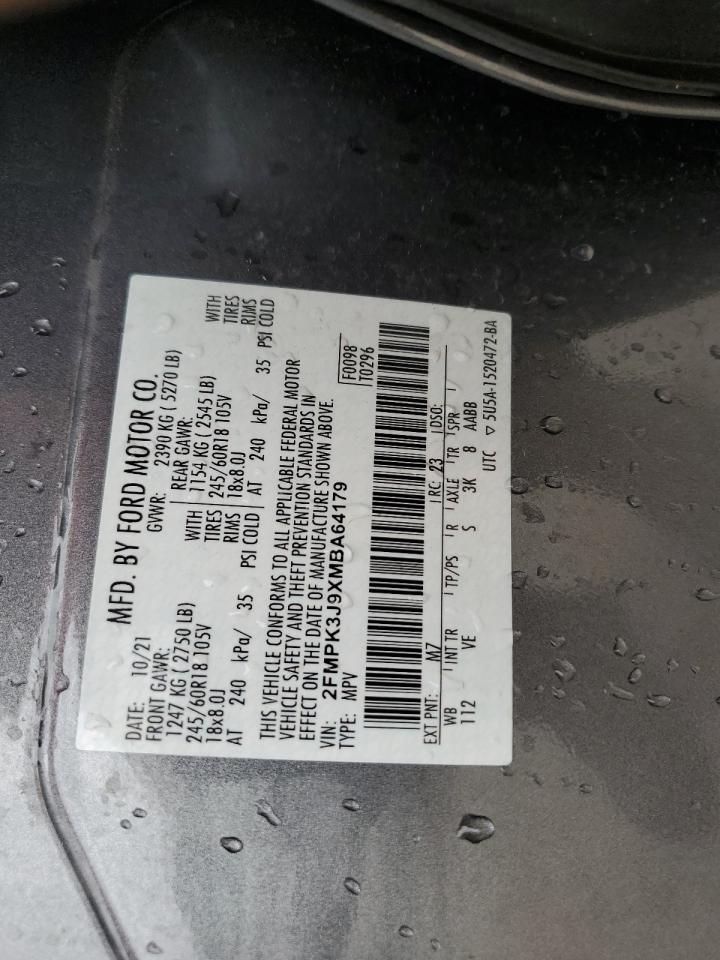 MFD. BY FORD MOTOR CO.
DATE: 10/21 GVWR: 2390 KG ( 5270 LB)
FRONT GAWR: REAR GAWR:
1247 KG ( 2750 LB) WITH 1154 KG ( 2545 LB) WITH
245/60R18 105V TIRES 245/60R18 105V TIRES
18x8.0J RIMS 18x8.0J RIMS
AT 240 kPa/ 35 PSI COLD AT 240 kPa/ 35 PSI COLD
THIS VEHICLE CONFORMS TO ALL APPLICABLE FEDERAL MOTOR
VEHICLE SAFETY AND THEFT PREVENTION STANDARDS IN
EFFECT ON THE DATE OF MANUFACTURE SHOWN ABOVE.
VIN: 2FMPK3J9XMBA64179 F0098
TYPE: MPV T0296
EXT PNT: M7 RC: 23 DSO:
WB INT TR TP/PS R AXLE TR SPR
112 VE S 3K 8 AABB
UTC ▽ 5U5A-1520472-BA